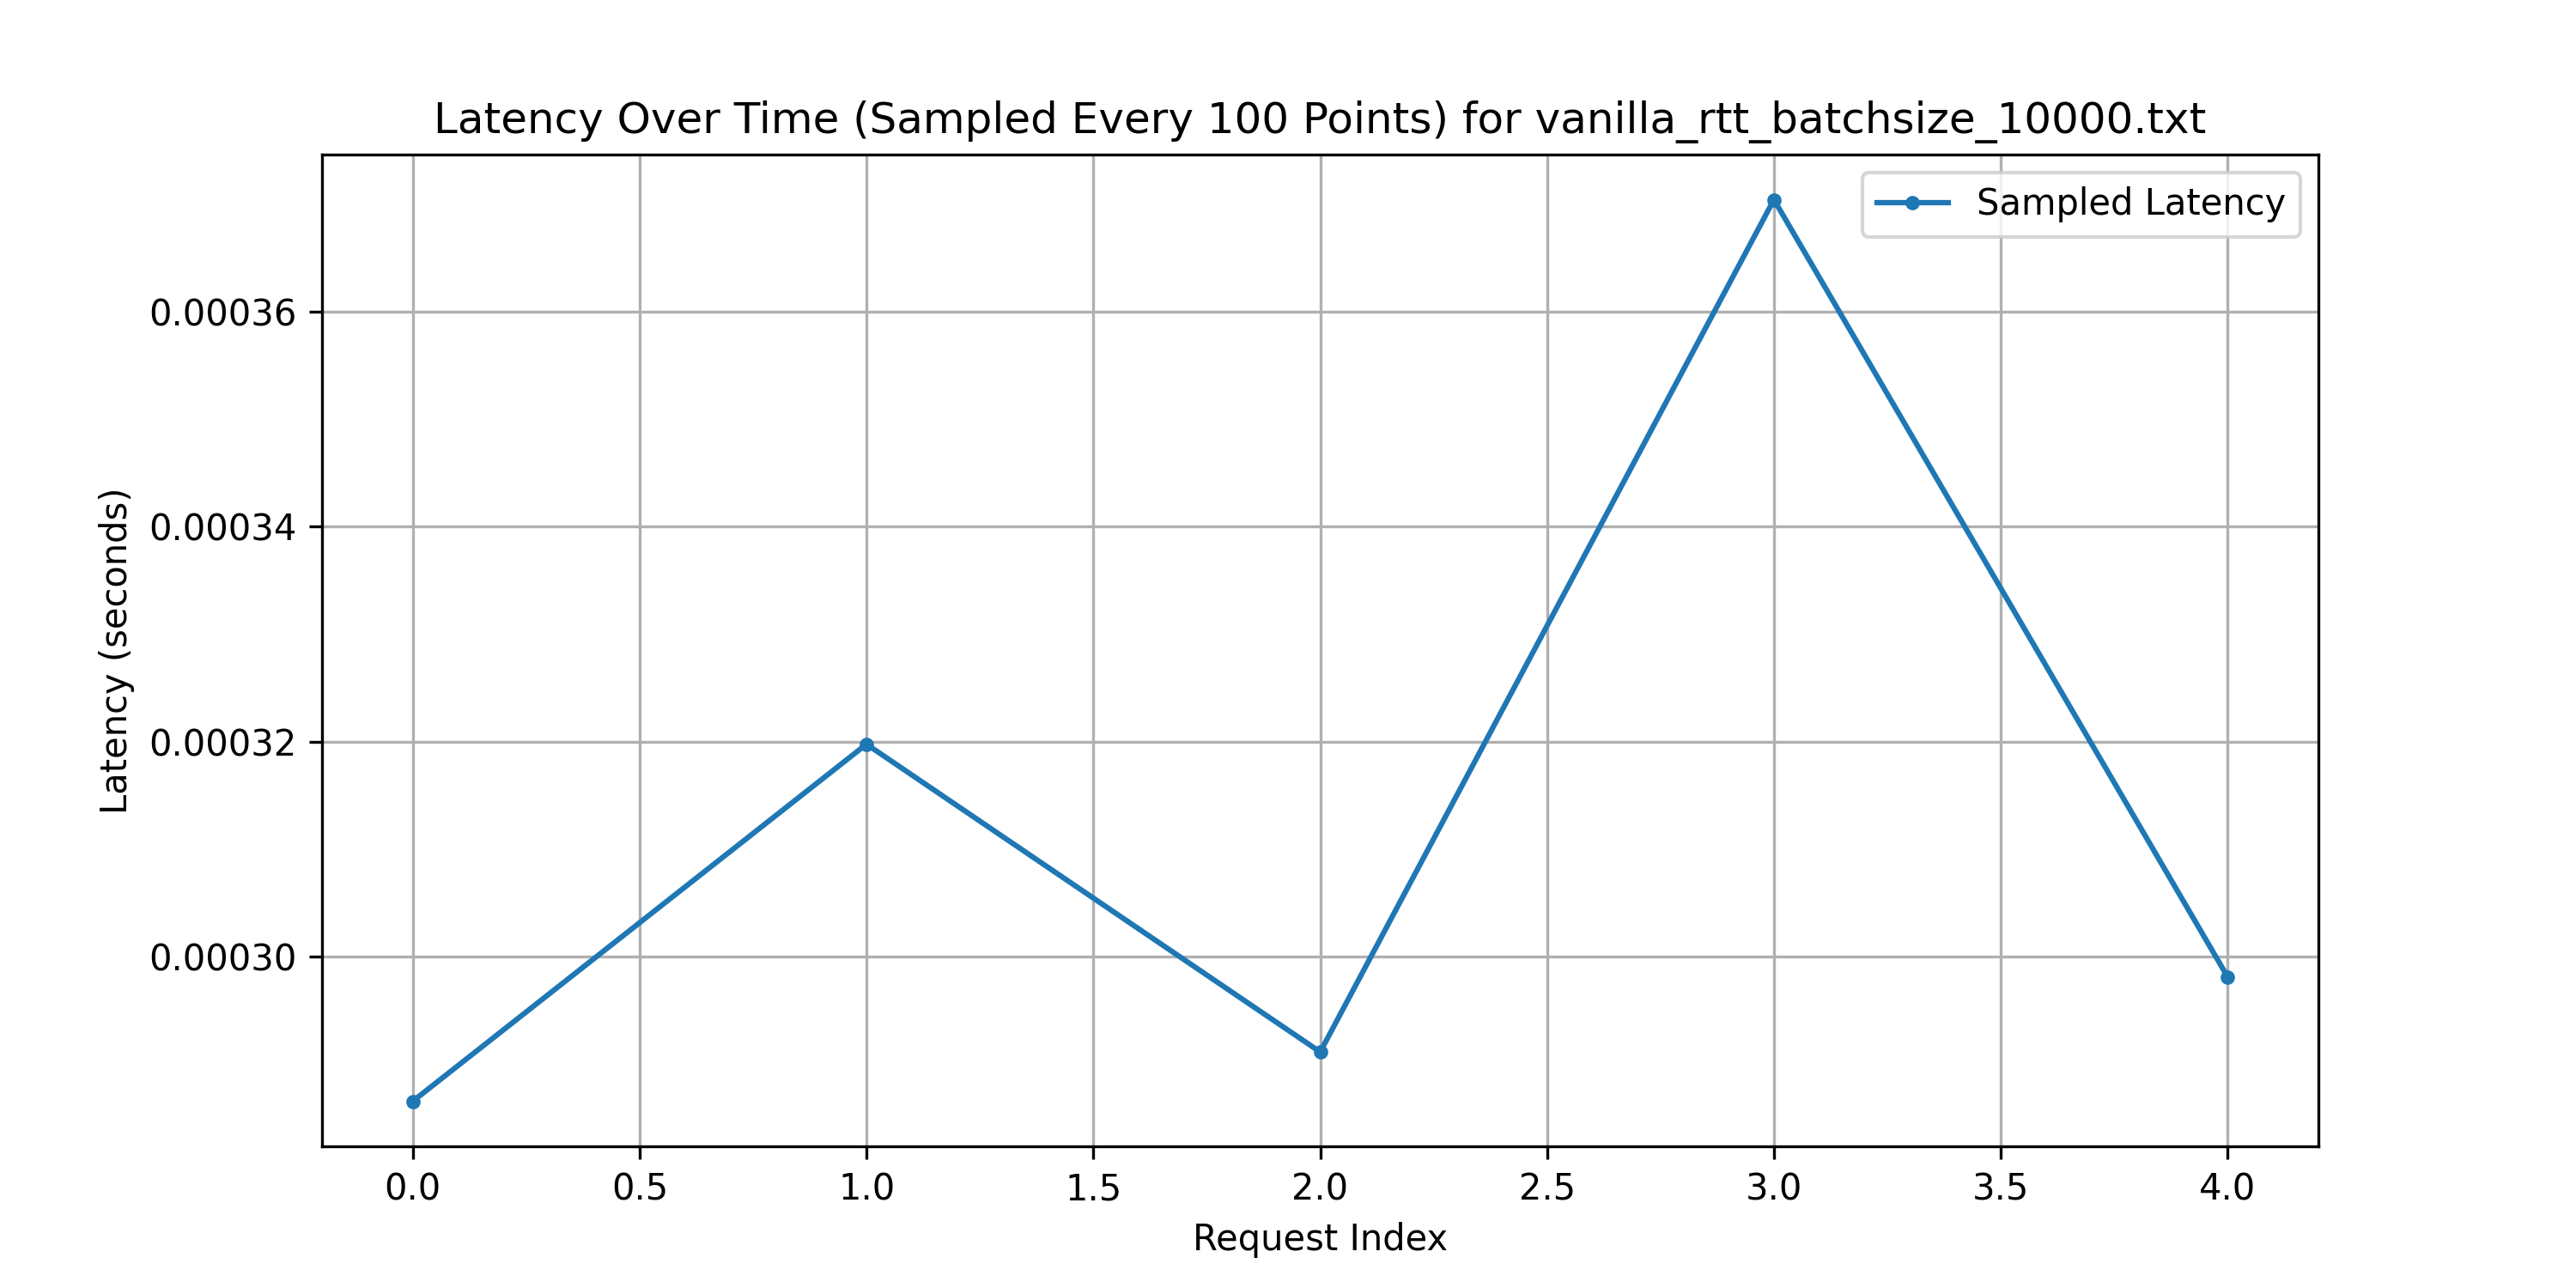 Latency Over Time (Sampled Every 100 Points) for vanilla_rtt_batchsize_10000.txt
Sampled Latency
0.00036
0.00034
0.00032
0.00030
Latency (seconds)
0.0 0.5 1.0 1.5 2.0 2.5 3.0 3.5 4.0
Request Index